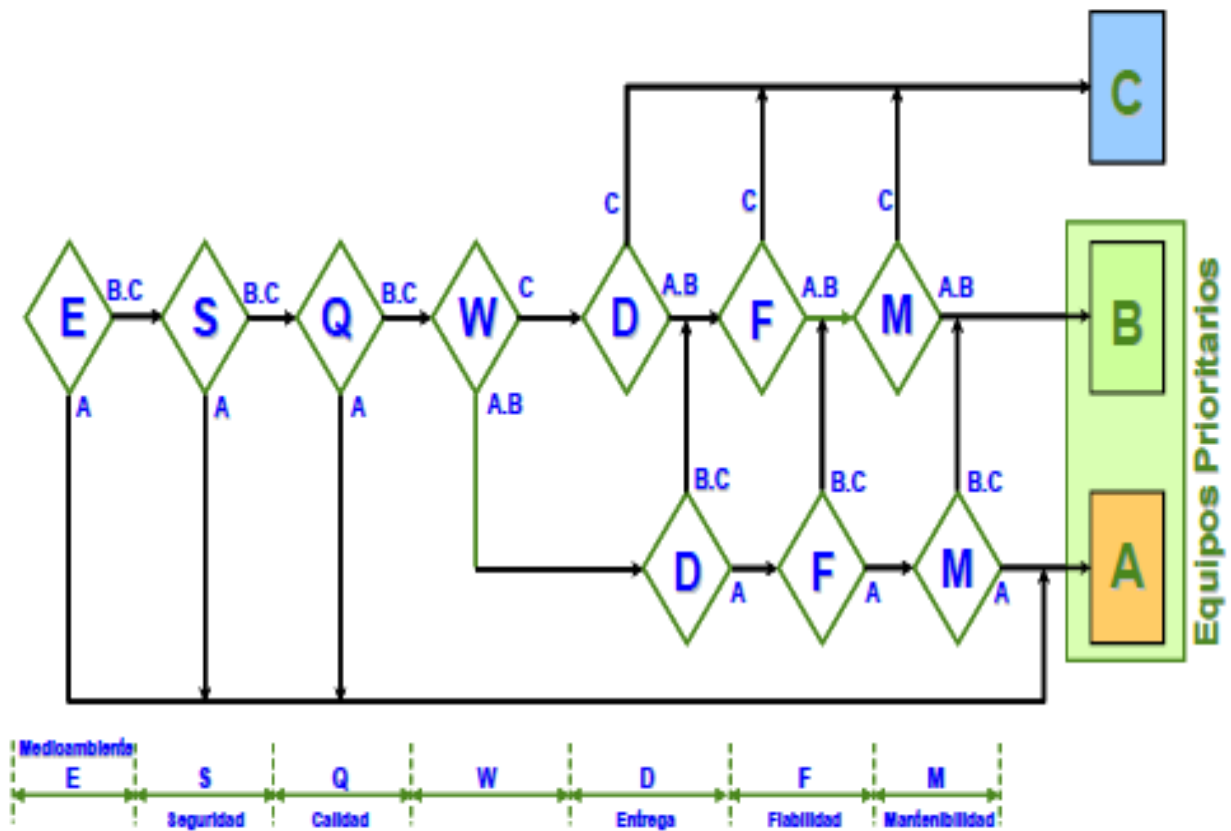 C
C
C
C
B.C
B.C
B.C
C
A.B
A.B
A.B
E
S
Q
W
D
F
M
B
A
A
A
A.B
B.C
B.C
B.C
D
F
M
A
A
A
A
Equipos Prioritarios
Medioambiente
E
S
Q
W
D
F
M
Seguridad
Calidad
Entrega
Fiabilidad
Mantenibilidad